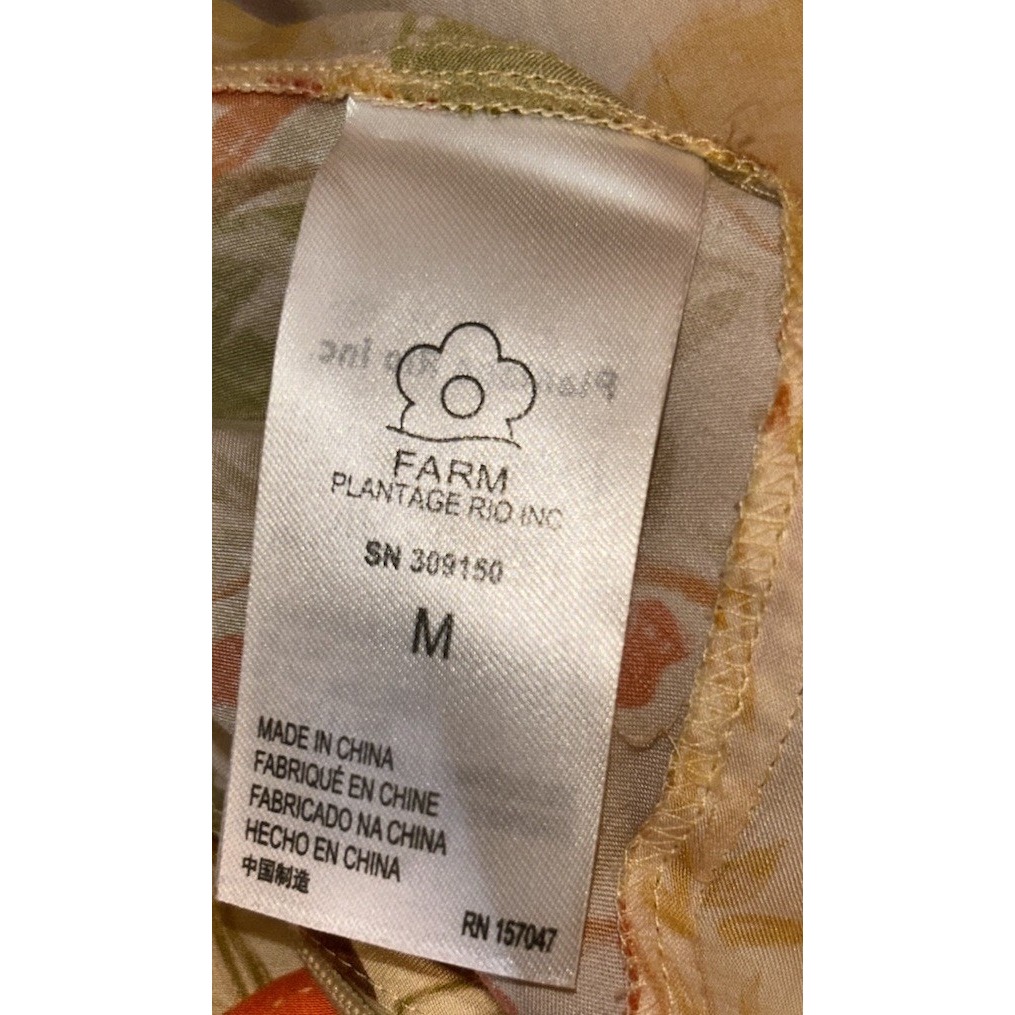 FARM
PLANTAGE RIO INC
SN 309150
M
MADE IN CHINA
FABRIQUÉ EN CHINE
FABRICADO NA CHINA
HECHO EN CHINA
中国制造
RN 157047